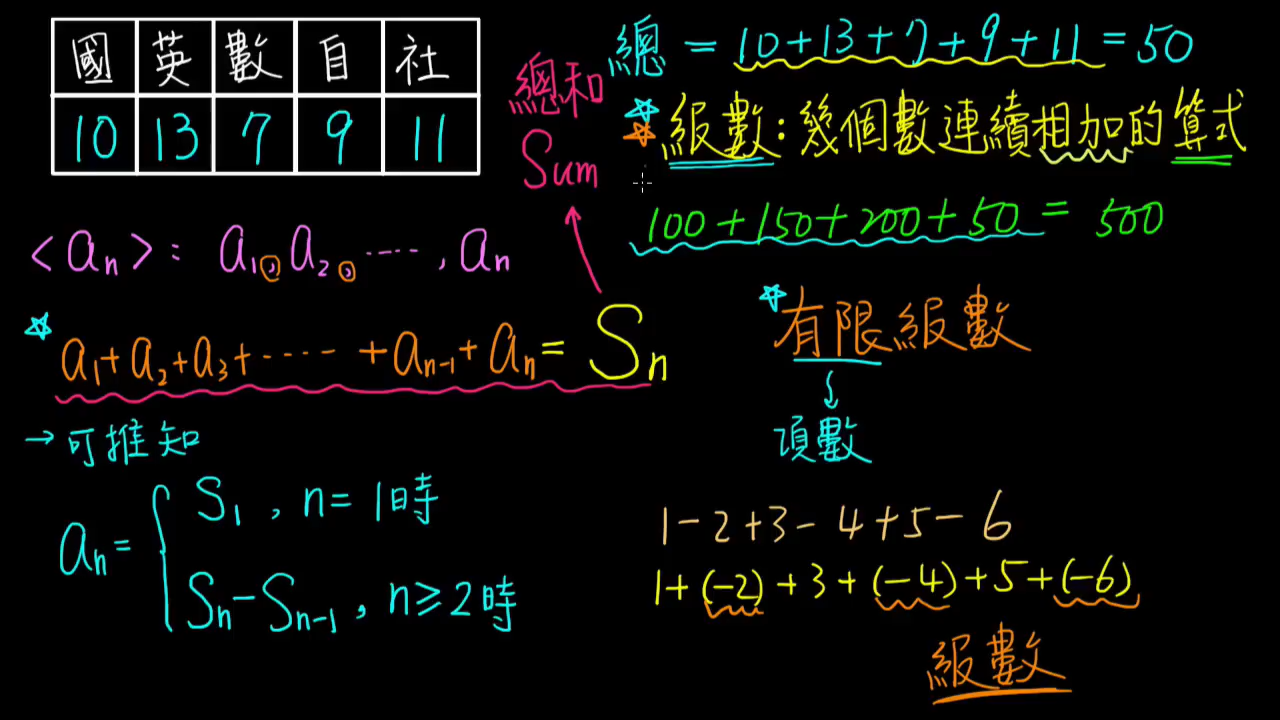 國 英 數 自 社
10 13 7 9 11
總 = 10+13+7+9+11 = 50
總和
Sum
級數：幾個數連續相加的算式
100+150+200+50 = 500
<aₙ>： a₁, a₂, ‥‥, aₙ
a₁+a₂+a₃+‥‥+aₙ₋₁+aₙ = Sₙ
有限級數
項數
→可推知
aₙ = { S₁, n=1時
Sₙ-Sₙ₋₁, n≥2時
1-2+3-4+5-6
1+(-2)+3+(-4)+5+(-6)
級數